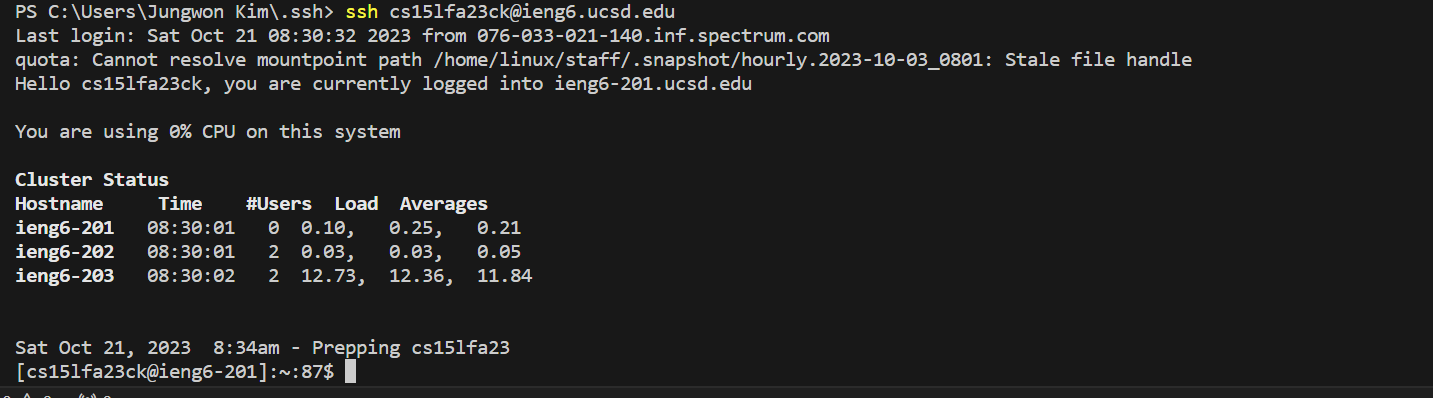 PS C:\Users\Jungwon Kim\.ssh> ssh cs15lfa23ck@ieng6.ucsd.edu
Last login: Sat Oct 21 08:30:32 2023 from 076-033-021-140.inf.spectrum.com
quota: Cannot resolve mountpoint path /home/linux/staff/.snapshot/hourly.2023-10-03_0801: Stale file handle
Hello cs15lfa23ck, you are currently logged into ieng6-201.ucsd.edu
You are using 0% CPU on this system
Cluster Status
Hostname     Time    #Users  Load  Averages
ieng6-201   08:30:01   0  0.10,   0.25,   0.21
ieng6-202   08:30:01   2  0.03,   0.03,   0.05
ieng6-203   08:30:02   2  12.73,  12.36,  11.84
Sat Oct 21, 2023  8:34am - Prepping cs15lfa23
[cs15lfa23ck@ieng6-201]:~:87$